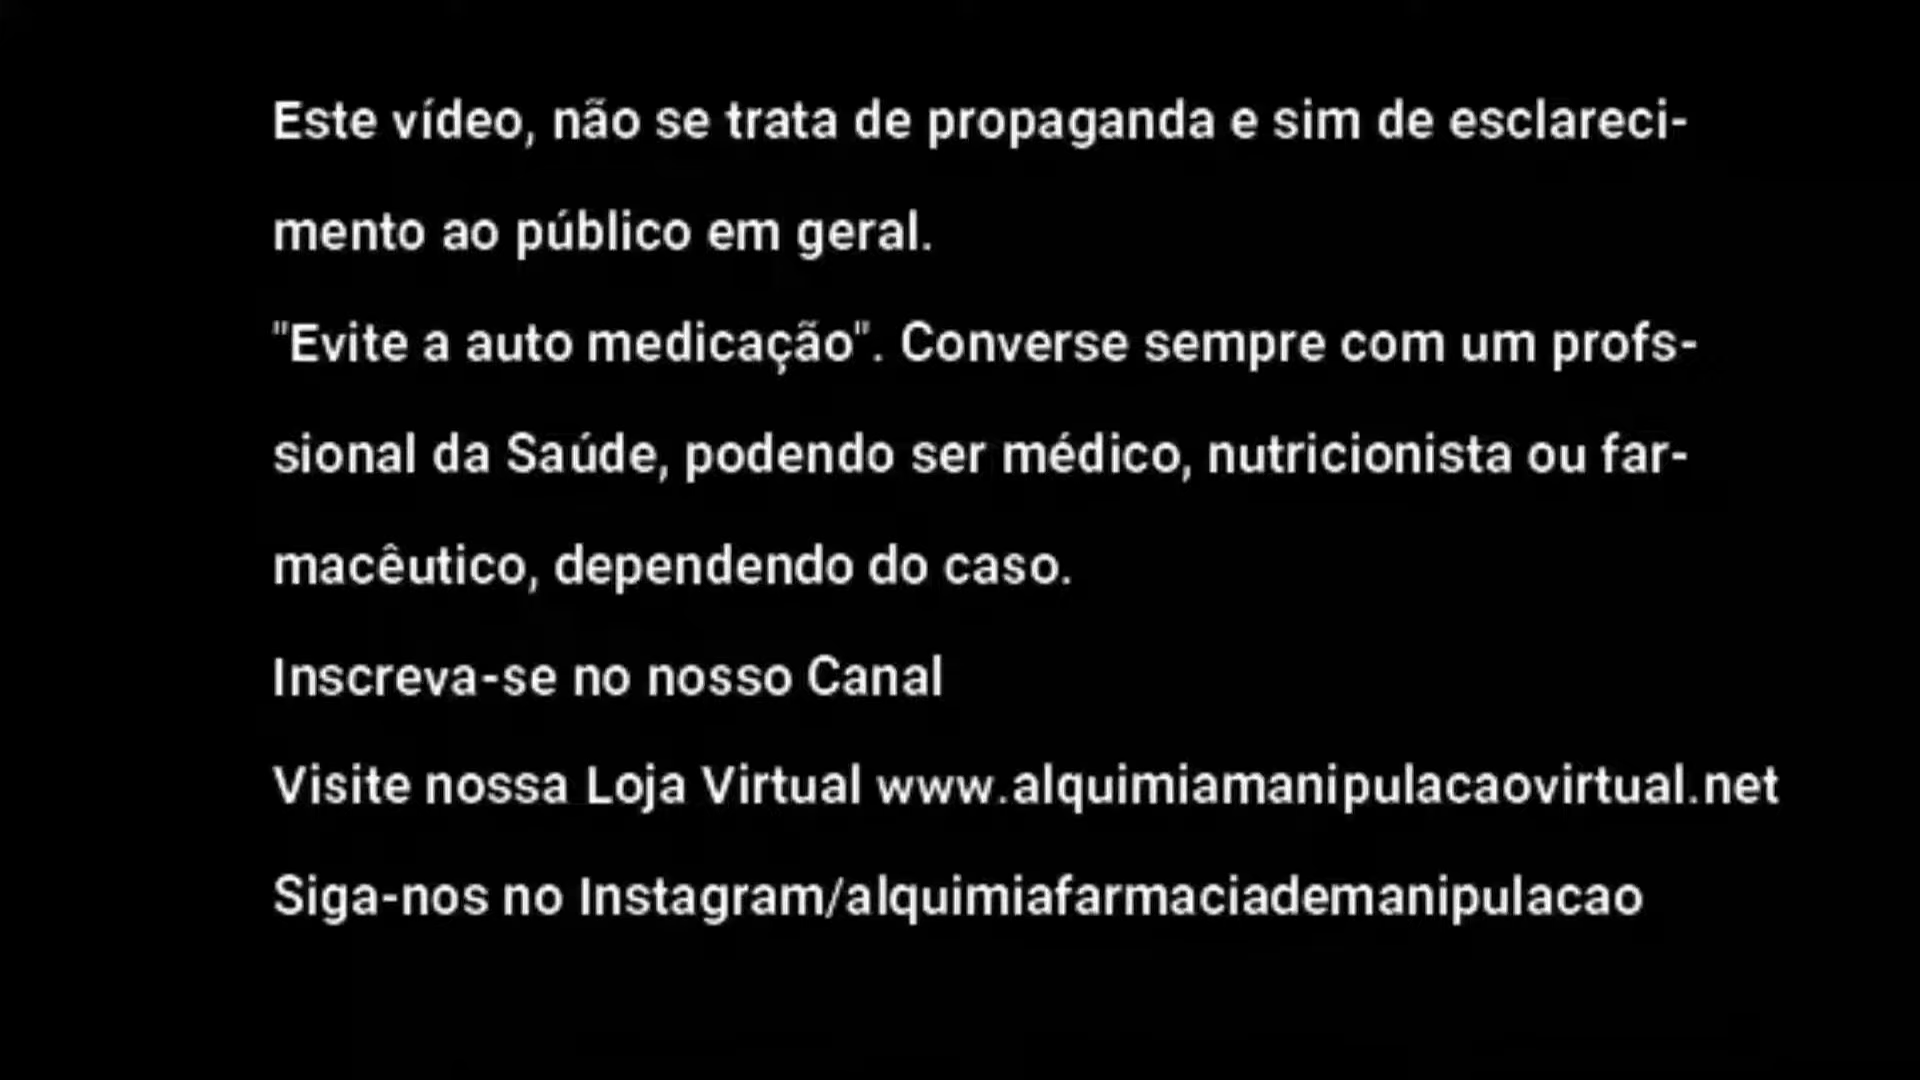 Este vídeo, não se trata de propaganda e sim de esclareci-
mento ao público em geral.
"Evite a auto medicação". Converse sempre com um profs-
sional da Saúde, podendo ser médico, nutricionista ou far-
macêutico, dependendo do caso.
Inscreva-se no nosso Canal
Visite nossa Loja Virtual www.alquimiamanipulacaovirtual.net
Siga-nos no Instagram/alquimiafarmaciademanipulacao